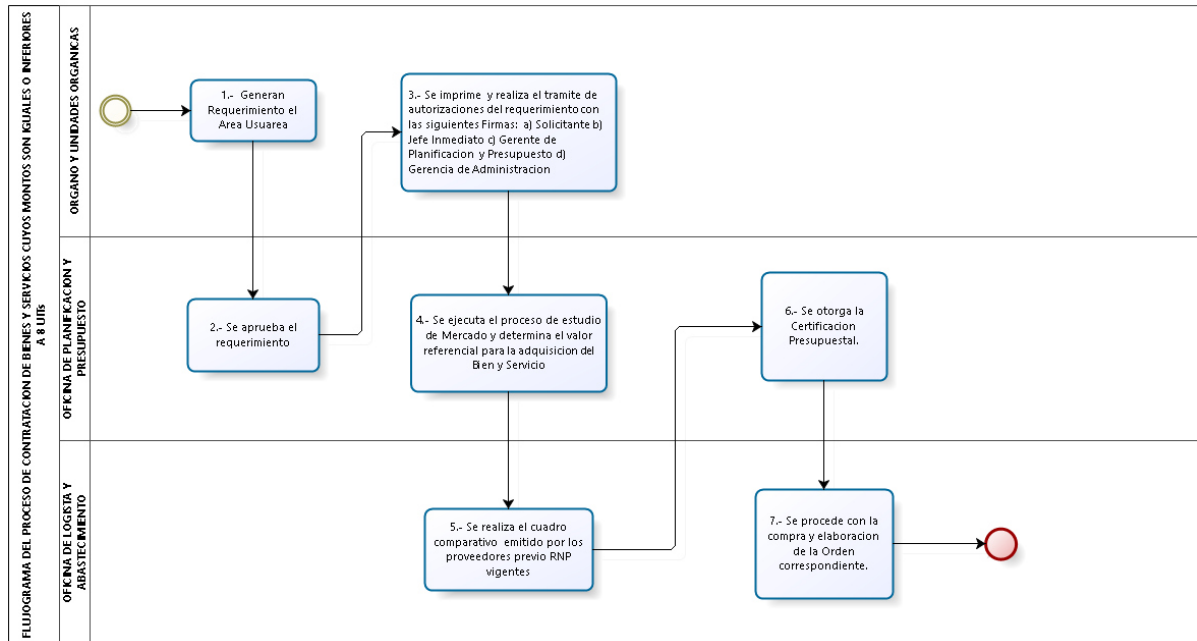 FLUJOGRAMA DEL PROCESO DE CONTRATACION DE BIENES Y SERVICIOS CUYOS MONTOS SON IGUALES O INFERIORES
A 8 UITs
ORGANO Y UNIDADES ORGANICAS
1.- Generan
Requerimiento el
Area Usuarea
3.- Se imprime y realiza el tramite de
autorizaciones del requerimiento con
las siguientes Firmas: a) Solicitante b)
Jefe Inmediato c) Gerente de
Planificacion y Presupuesto d)
Gerencia de Administracion
OFICINA DE PLANIFICACION Y
PRESUPUESTO
2.- Se aprueba el
requerimiento
4.- Se ejecuta el proceso de estudio
de Mercado y determina el valor
referencial para la adquisicion del
Bien y Servicio
6.- Se otorga la
Certificacion
Presupuestal.
OFICINA DE LOGISTA Y
ABASTECIMIENTO
5.- Se realiza el cuadro
comparativo emitido por los
proveedores previo RNP
vigentes
7.- Se procede con la
compra y elaboracion
de la Orden
correspondiente.